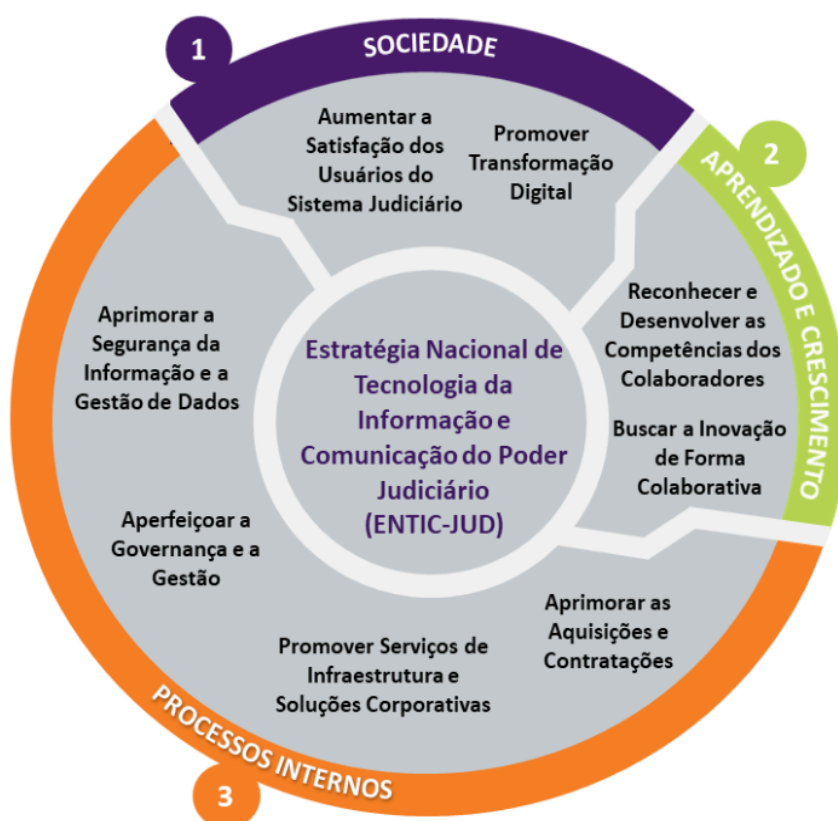 1
SOCIEDADE
Aumentar a
Satisfação dos
Usuários do
Sistema Judiciário
Promover
Transformação
Digital
2
APRENDIZADO E CRESCIMENTO
Reconhecer e
Desenvolver as
Competências dos
Colaboradores
Buscar a Inovação
de Forma
Colaborativa
Estratégia Nacional de
Tecnologia da
Informação e
Comunicação do Poder
Judiciário
(ENTIC-JUD)
Aprimorar a
Segurança da
Informação e a
Gestão de Dados
Aperfeiçoar a
Governança e a
Gestão
Promover Serviços de
Infraestrutura e
Soluções Corporativas
Aprimorar as
Aquisições e
Contratações
PROCESSOS INTERNOS
3